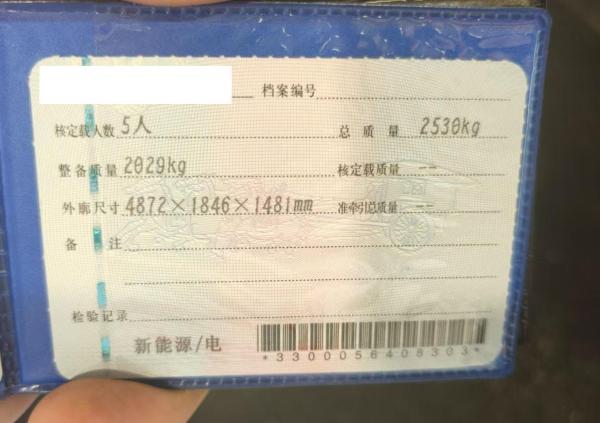 档案编号
核定载人数 5人 总质量 2530kg
整备质量 2029kg 核定载质量 --
外廓尺寸 4872×1846×1481mm 准牵引总质量 --
备注
检验记录
新能源/电
*3300056408303*